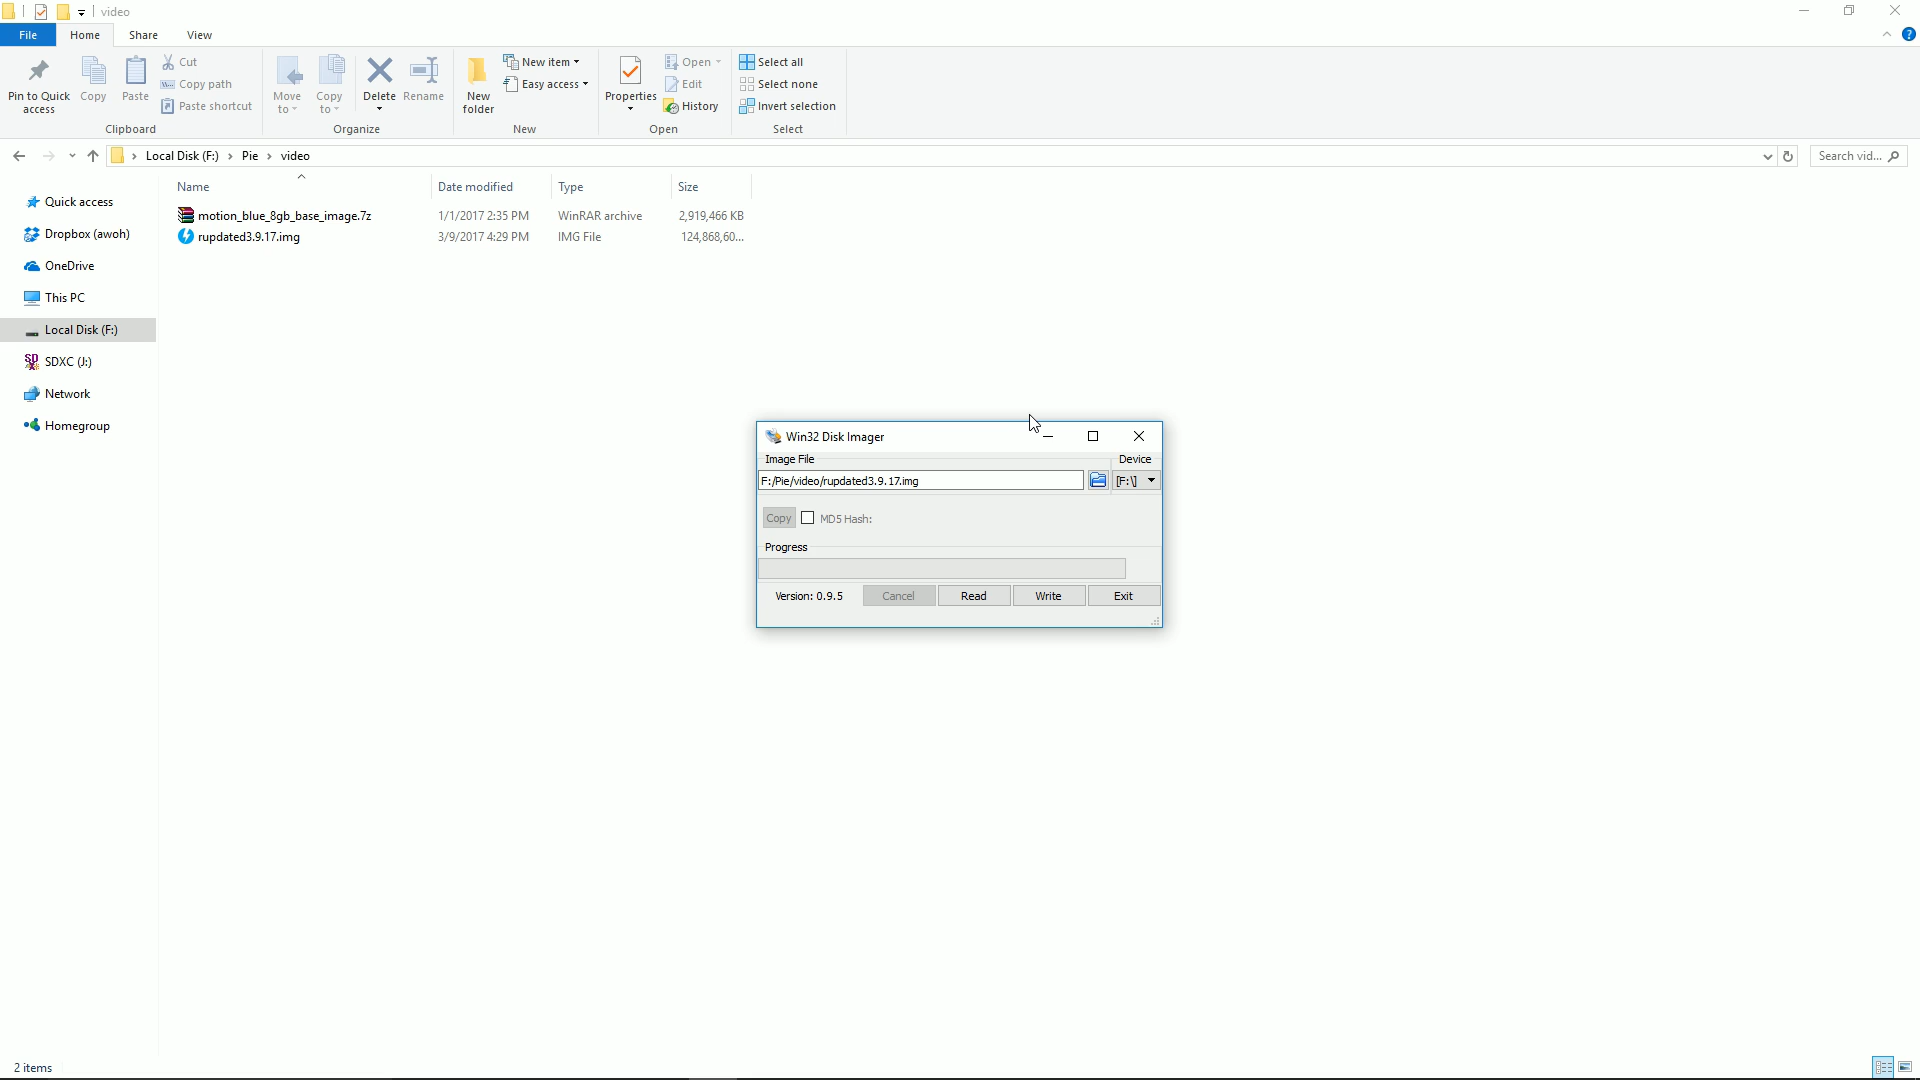 video
File Home Share View
Pin to Quick access
Copy
Paste
Cut
Copy path
Paste shortcut
Clipboard
Move to
Copy to
Delete
Rename
Organize
New folder
New item
Easy access
New
Properties
Open
Edit
History
Open
Select all
Select none
Invert selection
Select
Local Disk (F:) Pie video
Search vid...
Name Date modified Type Size
motion_blue_8gb_base_image.7z 1/1/2017 2:35 PM WinRAR archive 2,919,466 KB
rupdated3.9.17.img 3/9/2017 4:29 PM IMG File 124,868,60...
Quick access
Dropbox (awoh)
OneDrive
This PC
Local Disk (F:)
SDXC (J:)
Network
Homegroup
Win32 Disk Imager
Image File Device
F:/Pie/video/rupdated3.9.17.img [F:\]
Copy MD5 Hash:
Progress
Version: 0.9.5 Cancel Read Write Exit
2 items